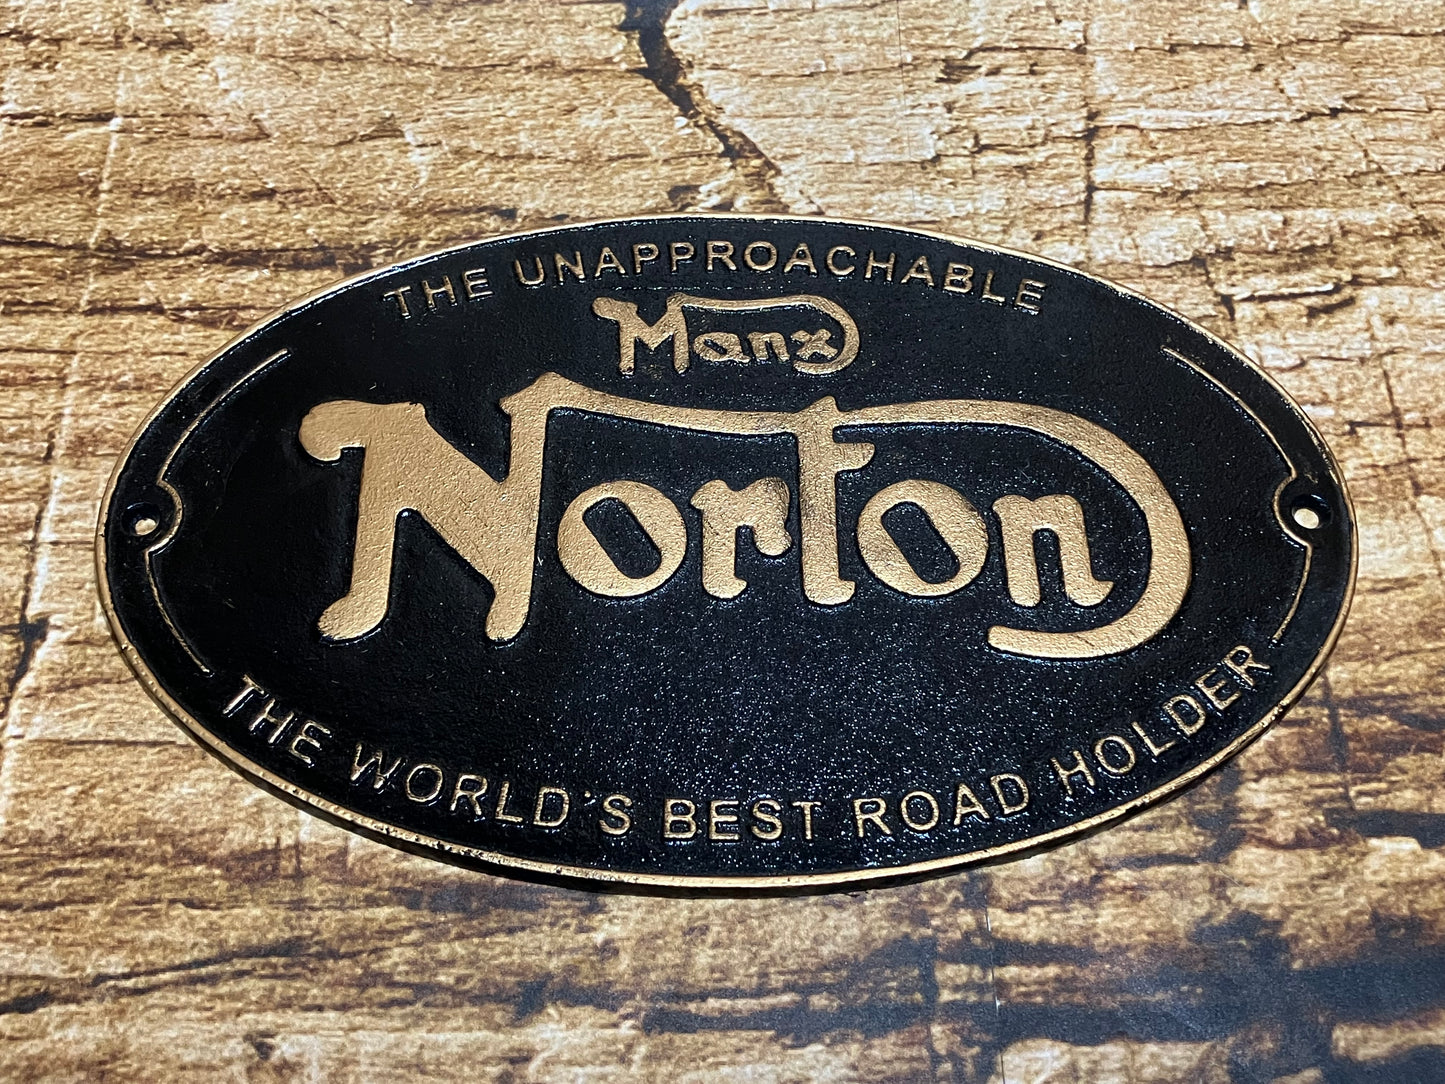 THE UNAPPROACHABLE
Manx
Norton
THE WORLD'S BEST ROAD HOLDER